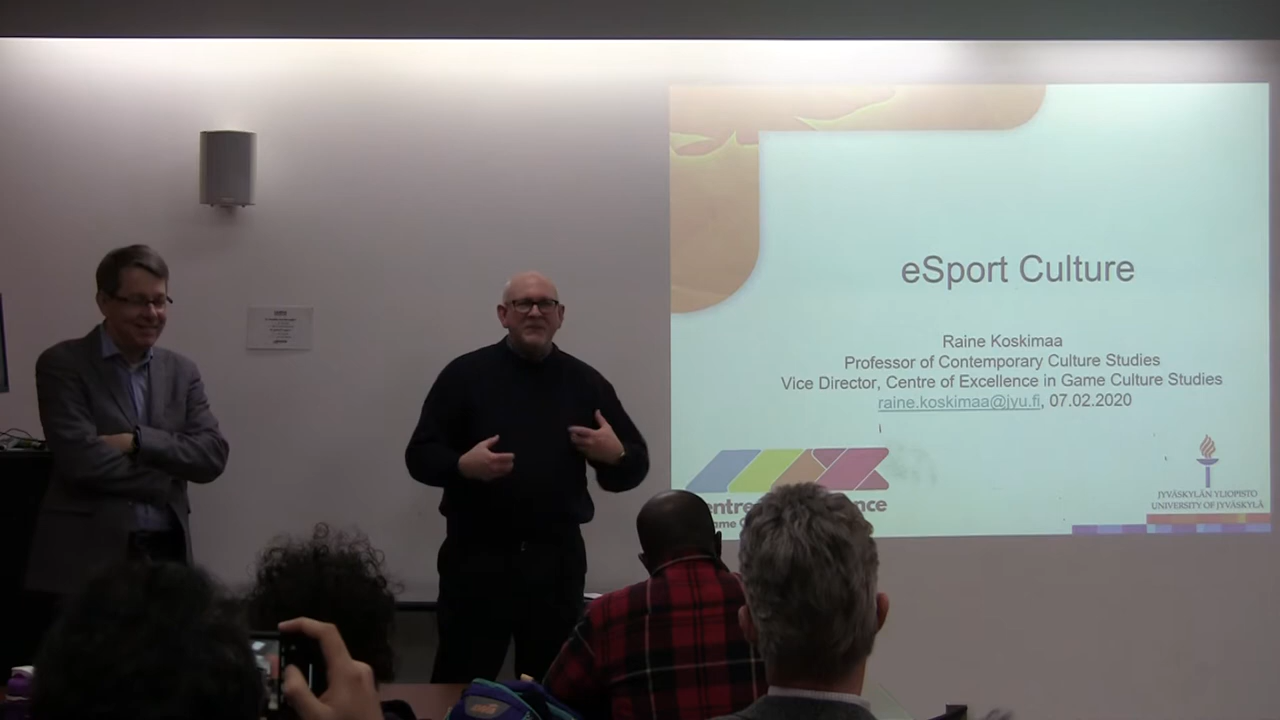 eSport Culture
Raine Koskimaa
Professor of Contemporary Culture Studies
Vice Director, Centre of Excellence in Game Culture Studies
raine.koskimaa@jyu.fi, 07.02.2020
JYVÄSKYLÄN YLIOPISTO
UNIVERSITY OF JYVÄSKYLÄ